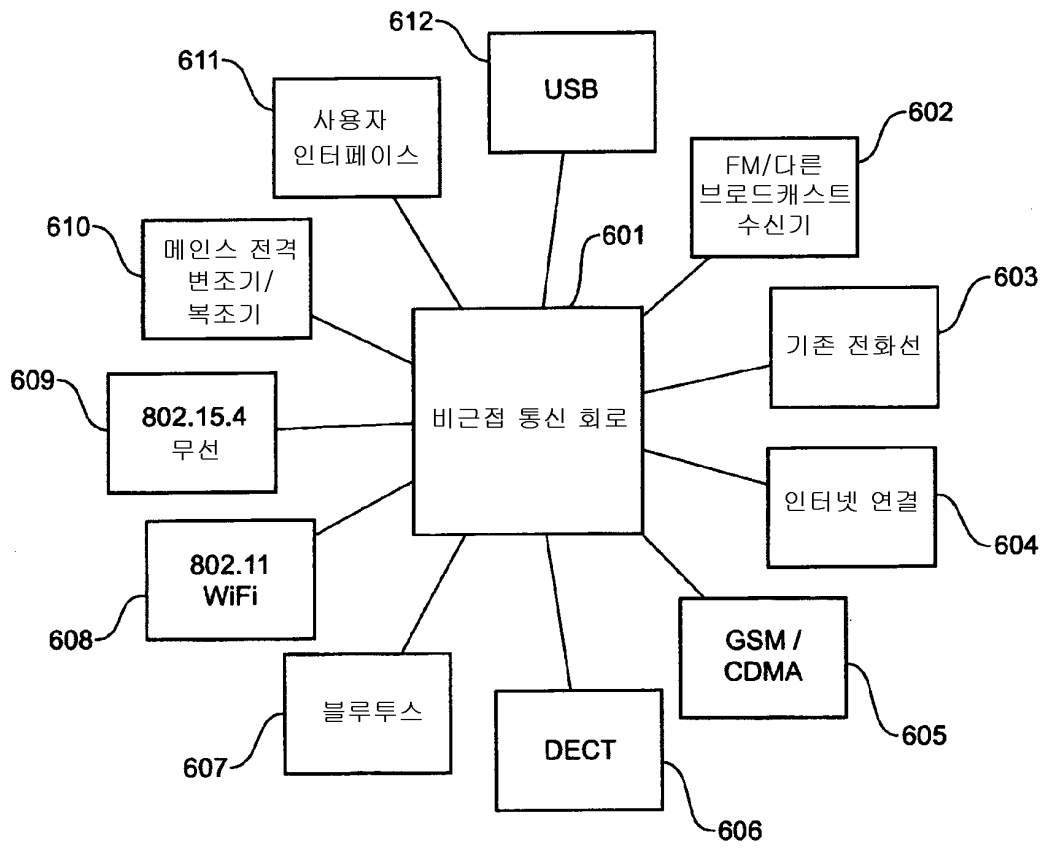 612
USB
611
사용자
인터페이스
602
FM/다른
브로드캐스트
수신기
610
메인스 전격
변조기/
복조기
601
비근접 통신 회로
603
기존 전화선
609
802.15.4
무선
604
인터넷 연결
608
802.11
WiFi
605
GSM /
CDMA
607
블루투스
606
DECT